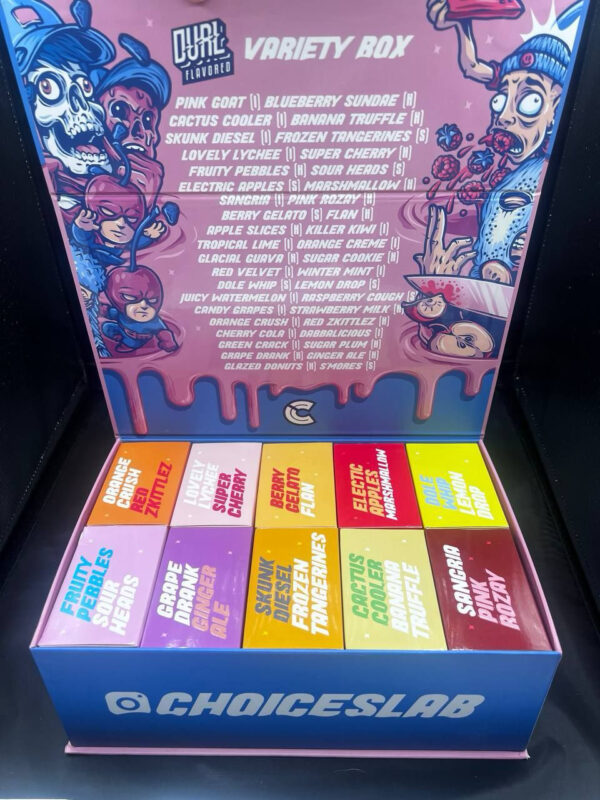 DUAL
FLAVORED
VARIETY BOX
PINK GOAT [I] BLUEBERRY SUNDAE [H]
CACTUS COOLER [I] BANANA TRUFFLE [H]
SKUNK DIESEL [I] FROZEN TANGERINES [S]
LOVELY LYCHEE [I] SUPER CHERRY [H]
FRUITY PEBBLES [H] SOUR HEADS [S]
ELECTRIC APPLES [S] MARSHMALLOW [H]
SANGRIA [I] PINK ROZAY [H]
BERRY GELATO [S] FLAN [H]
APPLE SLICES [H] KILLER KIWI [I]
TROPICAL LIME [I] ORANGE CREME [I]
GLACIAL GUAVA [H] SUGAR COOKIE [H]
RED VELVET [I] WINTER MINT [I]
DOLE WHIP [S] LEMON DROP [S]
JUICY WATERMELON [I] RASPBERRY COUGH [S]
CANDY GRAPES [I] STRAWBERRY MILK [H]
ORANGE CRUSH [I] RED ZKITTLEZ [H]
CHERRY COLA [I] DABBALICIOUS [I]
GREEN CRACK [I] SUGAR PLUM [H]
GRAPE DRANK [H] GINGER ALE [H]
GLAZED DONUTS [H] S'MORES [S]
C
ORANGE
CRUSH
RED
ZKITTLEZ
LOVELY
LYCHEE
SUPER
CHERRY
BERRY
GELATO
FLAN
ELECTIC
APPLES
MARSHMALLOW
DOLE
WHIP
LEMON
DROP
FRUITY
PEBBLES
SOUR
HEADS
GRAPE
DRANK
GINGER
ALE
SKUNK
DIESEL
FROZEN
TANGERINES
CACTUS
COOLER
BANANA
TRUFFLE
SANGRIA
PINK
ROZAY
CHOICESLAB